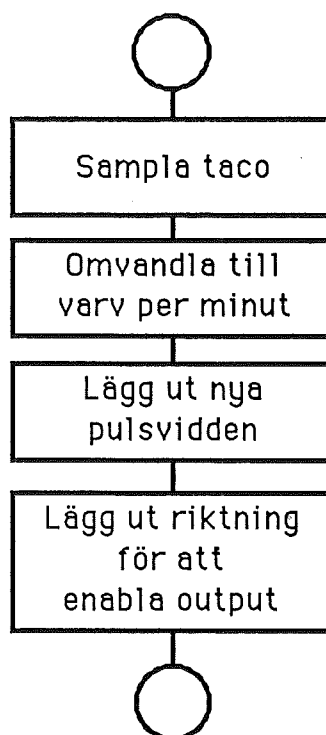 Sampla taco
Omvandla till
varv per minut
Lägg ut nya
pulsvidden
Lägg ut riktning
för att
enabla output